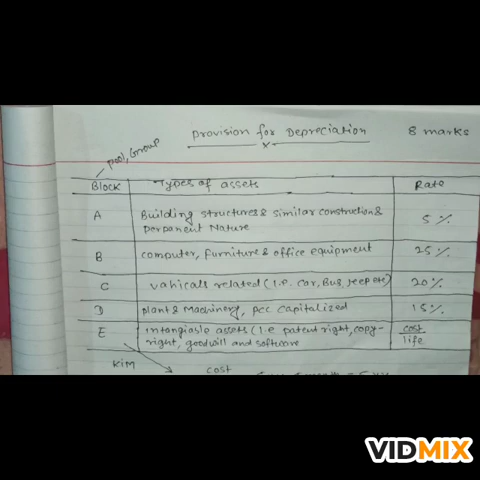 Provision for Depreciation 8 marks
x
Pool, Group
Block Types of assets Rate
A Building structures & similar construction &
Perpanent Nature 5%
B computer, Furniture & office equipment 25%
C vahicals related (i.e. car, Bus, Jeep etc) 20%
D plant & Machinery, PCC Capitalized 15%
E Intangiasle assets (i.e patent right, copy- cost
right, goodwill and software life
KIM cost
VIDMIX